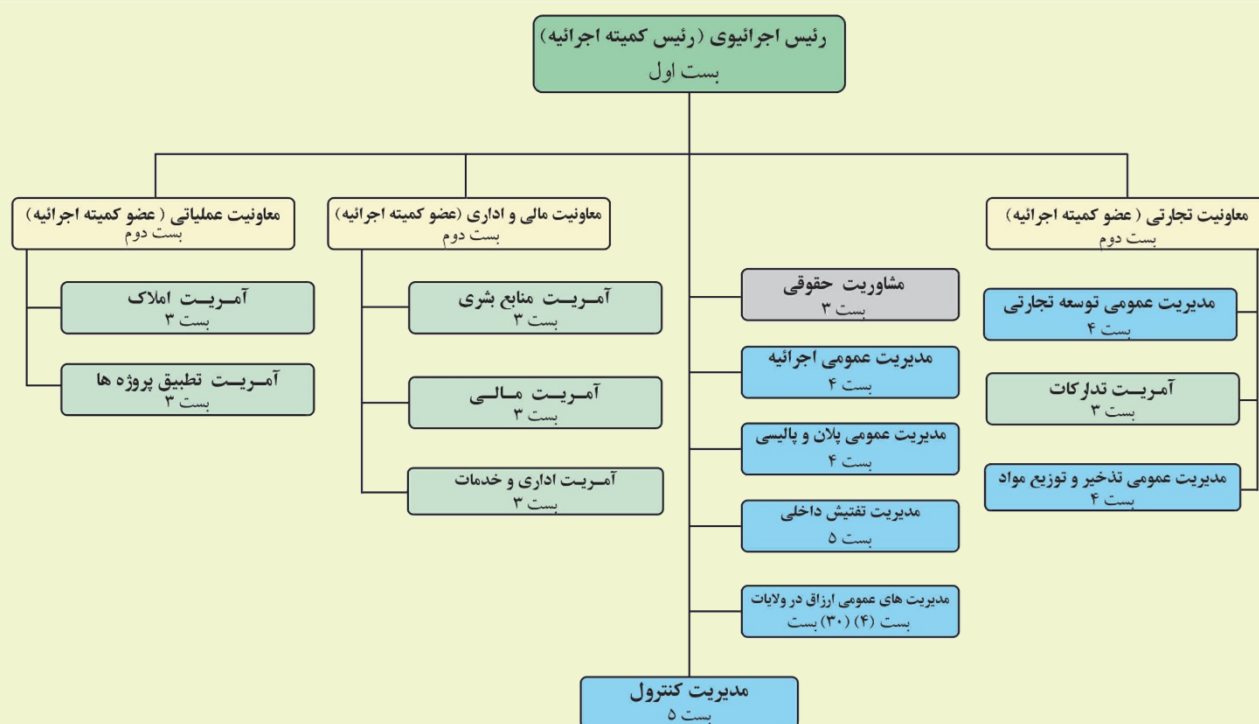 رئیس اجرائیوی (رئیس کمیته اجرائیه)
بست اول
معاونیت تجارتی (عضو کمیته اجرائیه)
بست دوم
مدیریت عمومی توسعه تجارتی
بست ۴
آمریت تدارکات
بست ۳
مدیریت عمومی تذخیر و توزیع مواد
بست ۴
مشاوریت حقوقی
بست ۳
مدیریت عمومی اجرائیه
بست ۴
مدیریت عمومی پلان و پالیسی
بست ۴
مدیریت تفتیش داخلی
بست ۵
مدیریت های عمومی ارزاق در ولایات
بست (۴) (۳۰) بست
مدیریت کنترول
بست ۵
معاونیت مالی و اداری (عضو کمیته اجرائیه)
بست دوم
آمریت منابع بشری
بست ۳
آمریت مالی
بست ۳
آمریت اداری و خدمات
بست ۳
معاونیت عملیاتی (عضو کمیته اجرائیه)
بست دوم
آمریت املاک
بست ۳
آمریت تطبیق پروژه ها
بست ۳